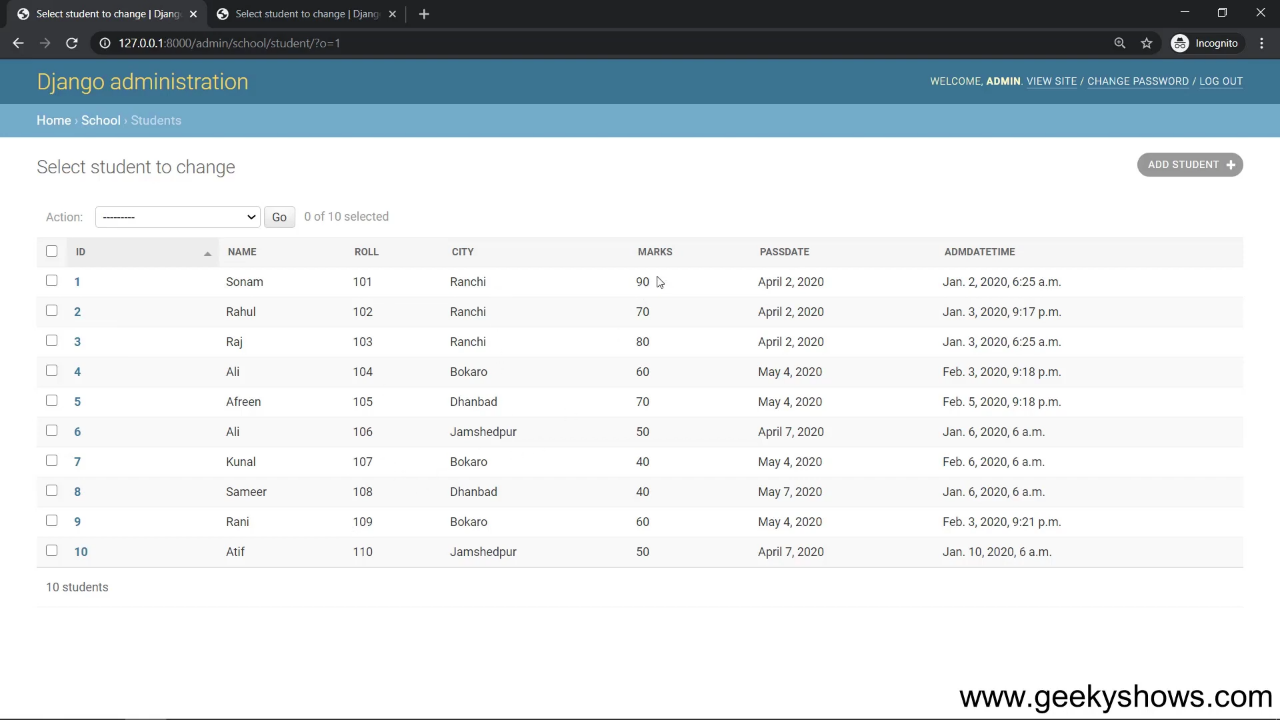 Select student to change | Djang
Select student to change | Djang
127.0.0.1:8000/admin/school/student/?o=1
Incognito
Django administration
WELCOME, ADMIN. VIEW SITE / CHANGE PASSWORD / LOG OUT
Home › School › Students
Select student to change
ADD STUDENT +
Action: --------- Go 0 of 10 selected
ID NAME ROLL CITY MARKS PASSDATE ADMDATETIME
1 Sonam 101 Ranchi 90 April 2, 2020 Jan. 2, 2020, 6:25 a.m.
2 Rahul 102 Ranchi 70 April 2, 2020 Jan. 3, 2020, 9:17 p.m.
3 Raj 103 Ranchi 80 April 2, 2020 Jan. 3, 2020, 6:25 a.m.
4 Ali 104 Bokaro 60 May 4, 2020 Feb. 3, 2020, 9:18 p.m.
5 Afreen 105 Dhanbad 70 May 4, 2020 Feb. 5, 2020, 9:18 p.m.
6 Ali 106 Jamshedpur 50 April 7, 2020 Jan. 6, 2020, 6 a.m.
7 Kunal 107 Bokaro 40 May 4, 2020 Feb. 6, 2020, 6 a.m.
8 Sameer 108 Dhanbad 40 May 7, 2020 Jan. 6, 2020, 6 a.m.
9 Rani 109 Bokaro 60 May 4, 2020 Feb. 3, 2020, 9:21 p.m.
10 Atif 110 Jamshedpur 50 April 7, 2020 Jan. 10, 2020, 6 a.m.
10 students
www.geekyshows.com